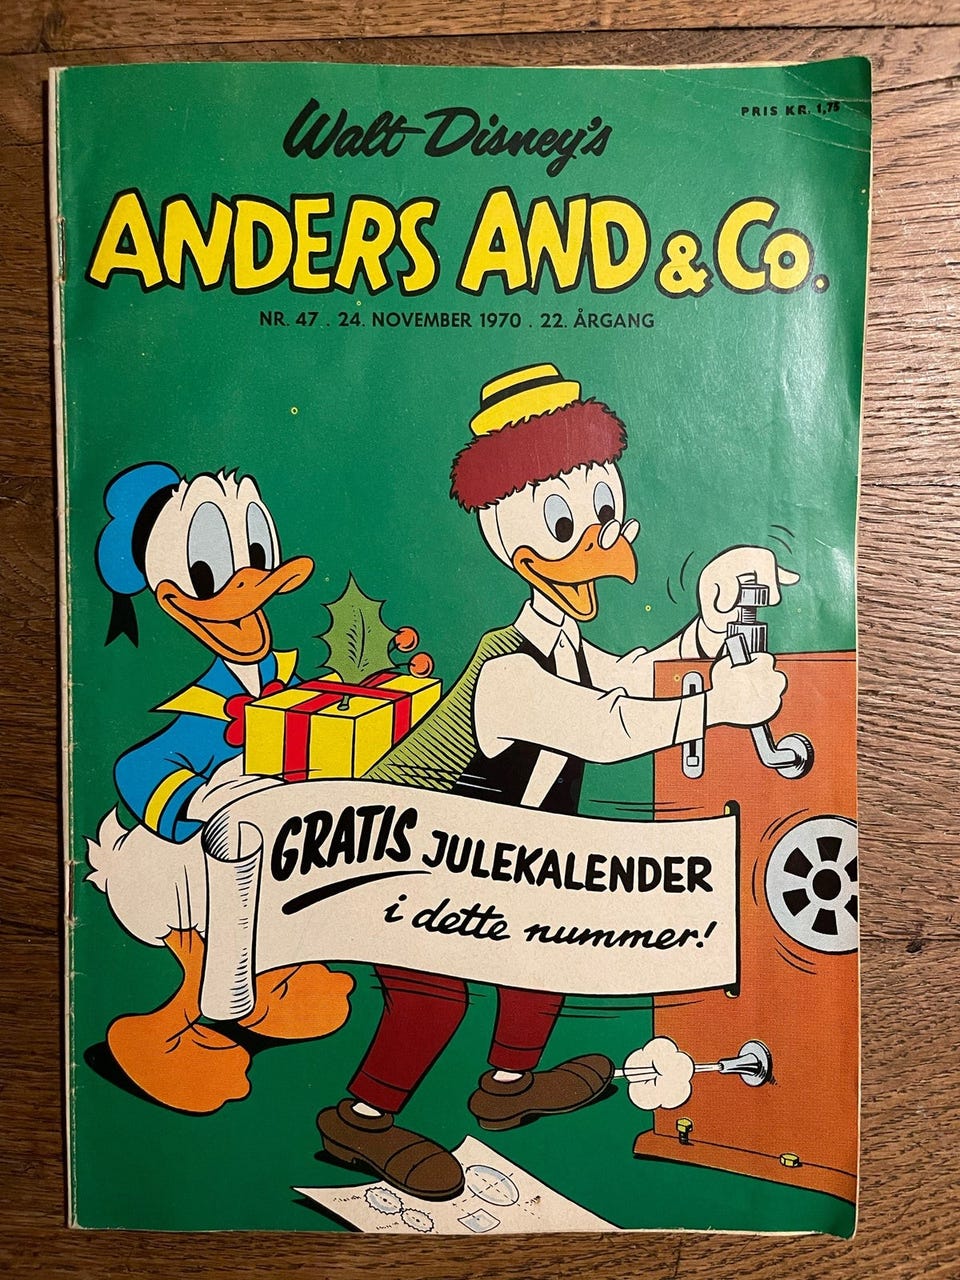 PRIS KR. 1,75
Walt Disney's
ANDERS AND & Co.
NR. 47 . 24. NOVEMBER 1970 . 22. ÅRGANG
GRATIS JULEKALENDER
i dette nummer!